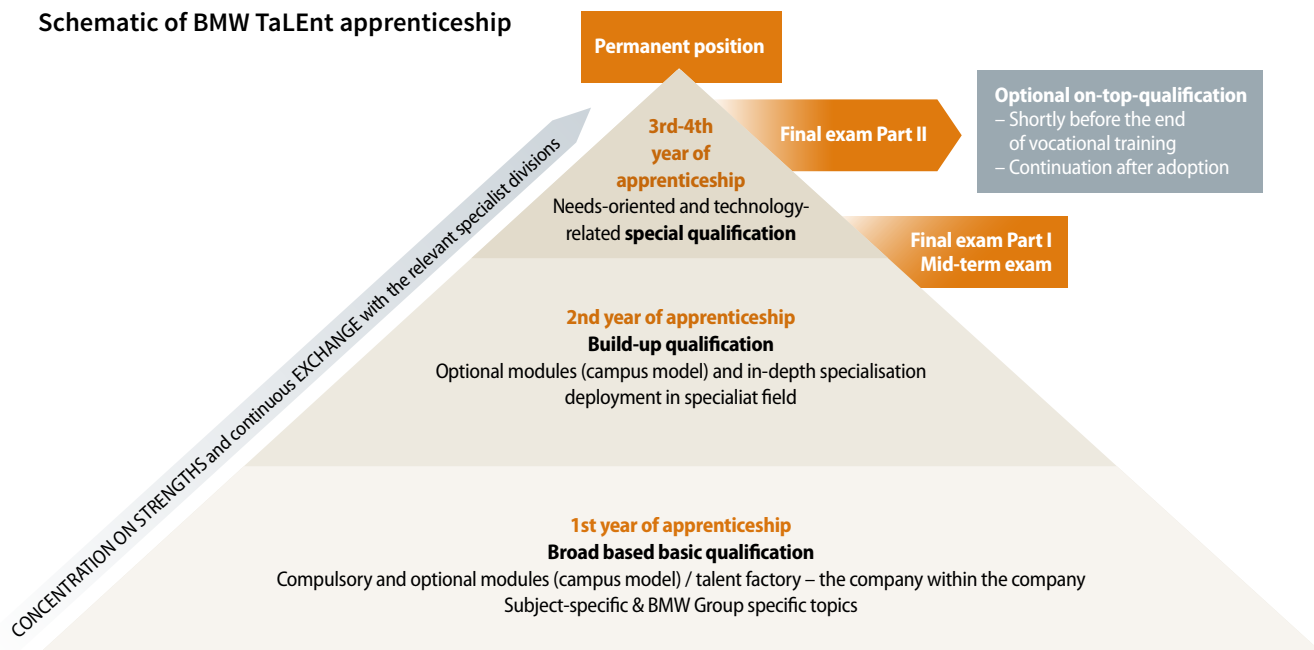 Schematic of BMW TaLEnt apprenticeship
Permanent position
3rd-4th
year of
apprenticeship
Needs-oriented and technology-
related special qualification
Final exam Part II
Optional on-top-qualification
– Shortly before the end
of vocational training
– Continuation after adoption
Final exam Part I
Mid-term exam
CONCENTRATION ON STRENGTHS and continuous EXCHANGE with the relevant specialist divisions
2nd year of apprenticeship
Build-up qualification
Optional modules (campus model) and in-depth specialisation
deployment in specialiat field
1st year of apprenticeship
Broad based basic qualification
Compulsory and optional modules (campus model) / talent factory – the company within the company
Subject-specific & BMW Group specific topics